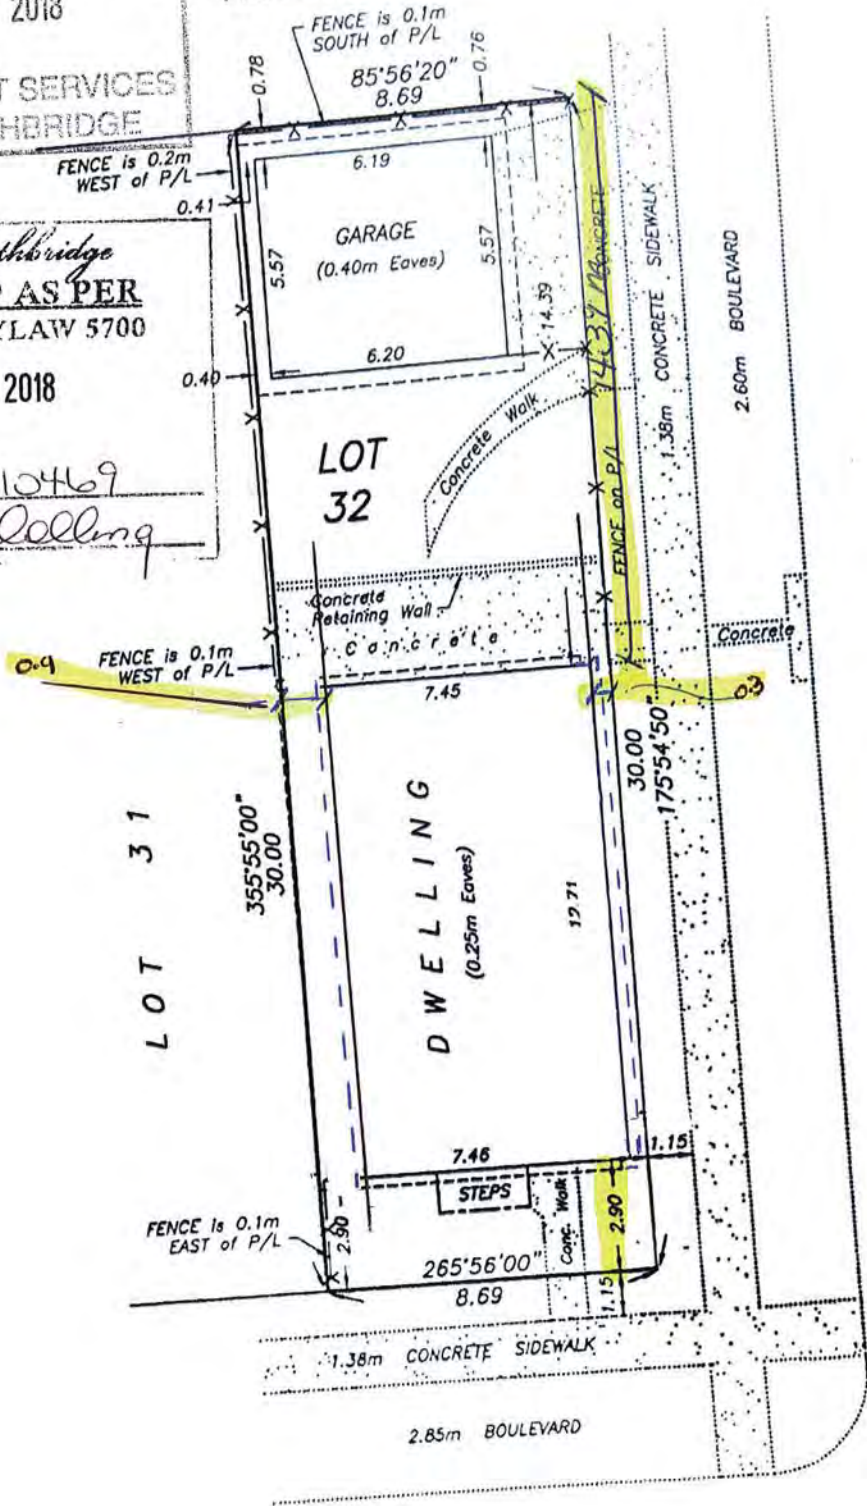 2018
T SERVICES
HBRIDGE
FENCE is 0.1m
SOUTH of P/L
0.78
85°56'20"
8.69
0.76
FENCE is 0.2m
WEST of P/L
6.19
0.41
GARAGE
(0.40m Eaves)
5.57
5.57
14.39
14.39 m
CONCRETE
1.38m CONCRETE SIDEWALK
2.60m BOULEVARD
thbridge
P AS PER
YLAW 5700
2018
10469
6.20
0.40
Concrete Walk
LOT
32
FENCE on P/L
Concrete
Retaining Wall
Concrete
Concrete
0.9
FENCE is 0.1m
WEST of P/L
7.45
0.3
30.00
175°54'50"
LOT 31
355°55'00"
30.00
DWELLING
(0.25m Eaves)
12.71
7.46
1.15
STEPS
Conc. Walk
2.90
2.90
FENCE is 0.1m
EAST of P/L
265°56'00"
8.69
1.15
1.38m CONCRETE SIDEWALK
2.85m BOULEVARD